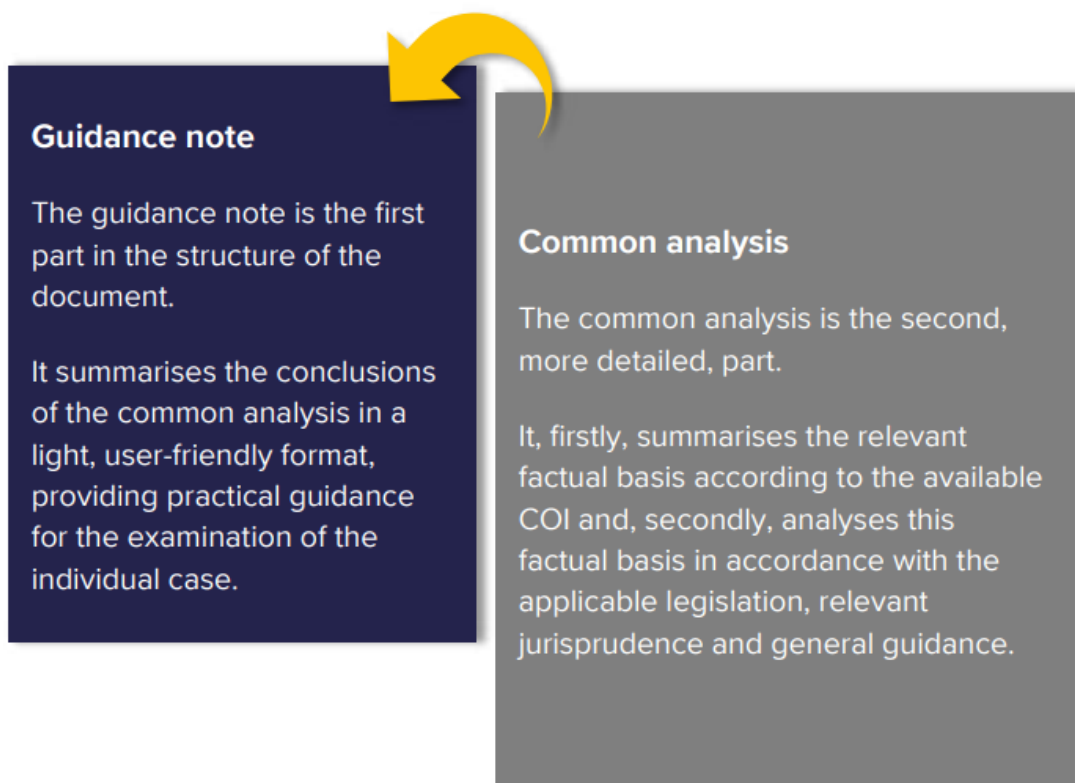 Guidance note
The guidance note is the first
part in the structure of the
document.
It summarises the conclusions
of the common analysis in a
light, user-friendly format,
providing practical guidance
for the examination of the
individual case.
Common analysis
The common analysis is the second,
more detailed, part.
It, firstly, summarises the relevant
factual basis according to the available
COI and, secondly, analyses this
factual basis in accordance with the
applicable legislation, relevant
jurisprudence and general guidance.